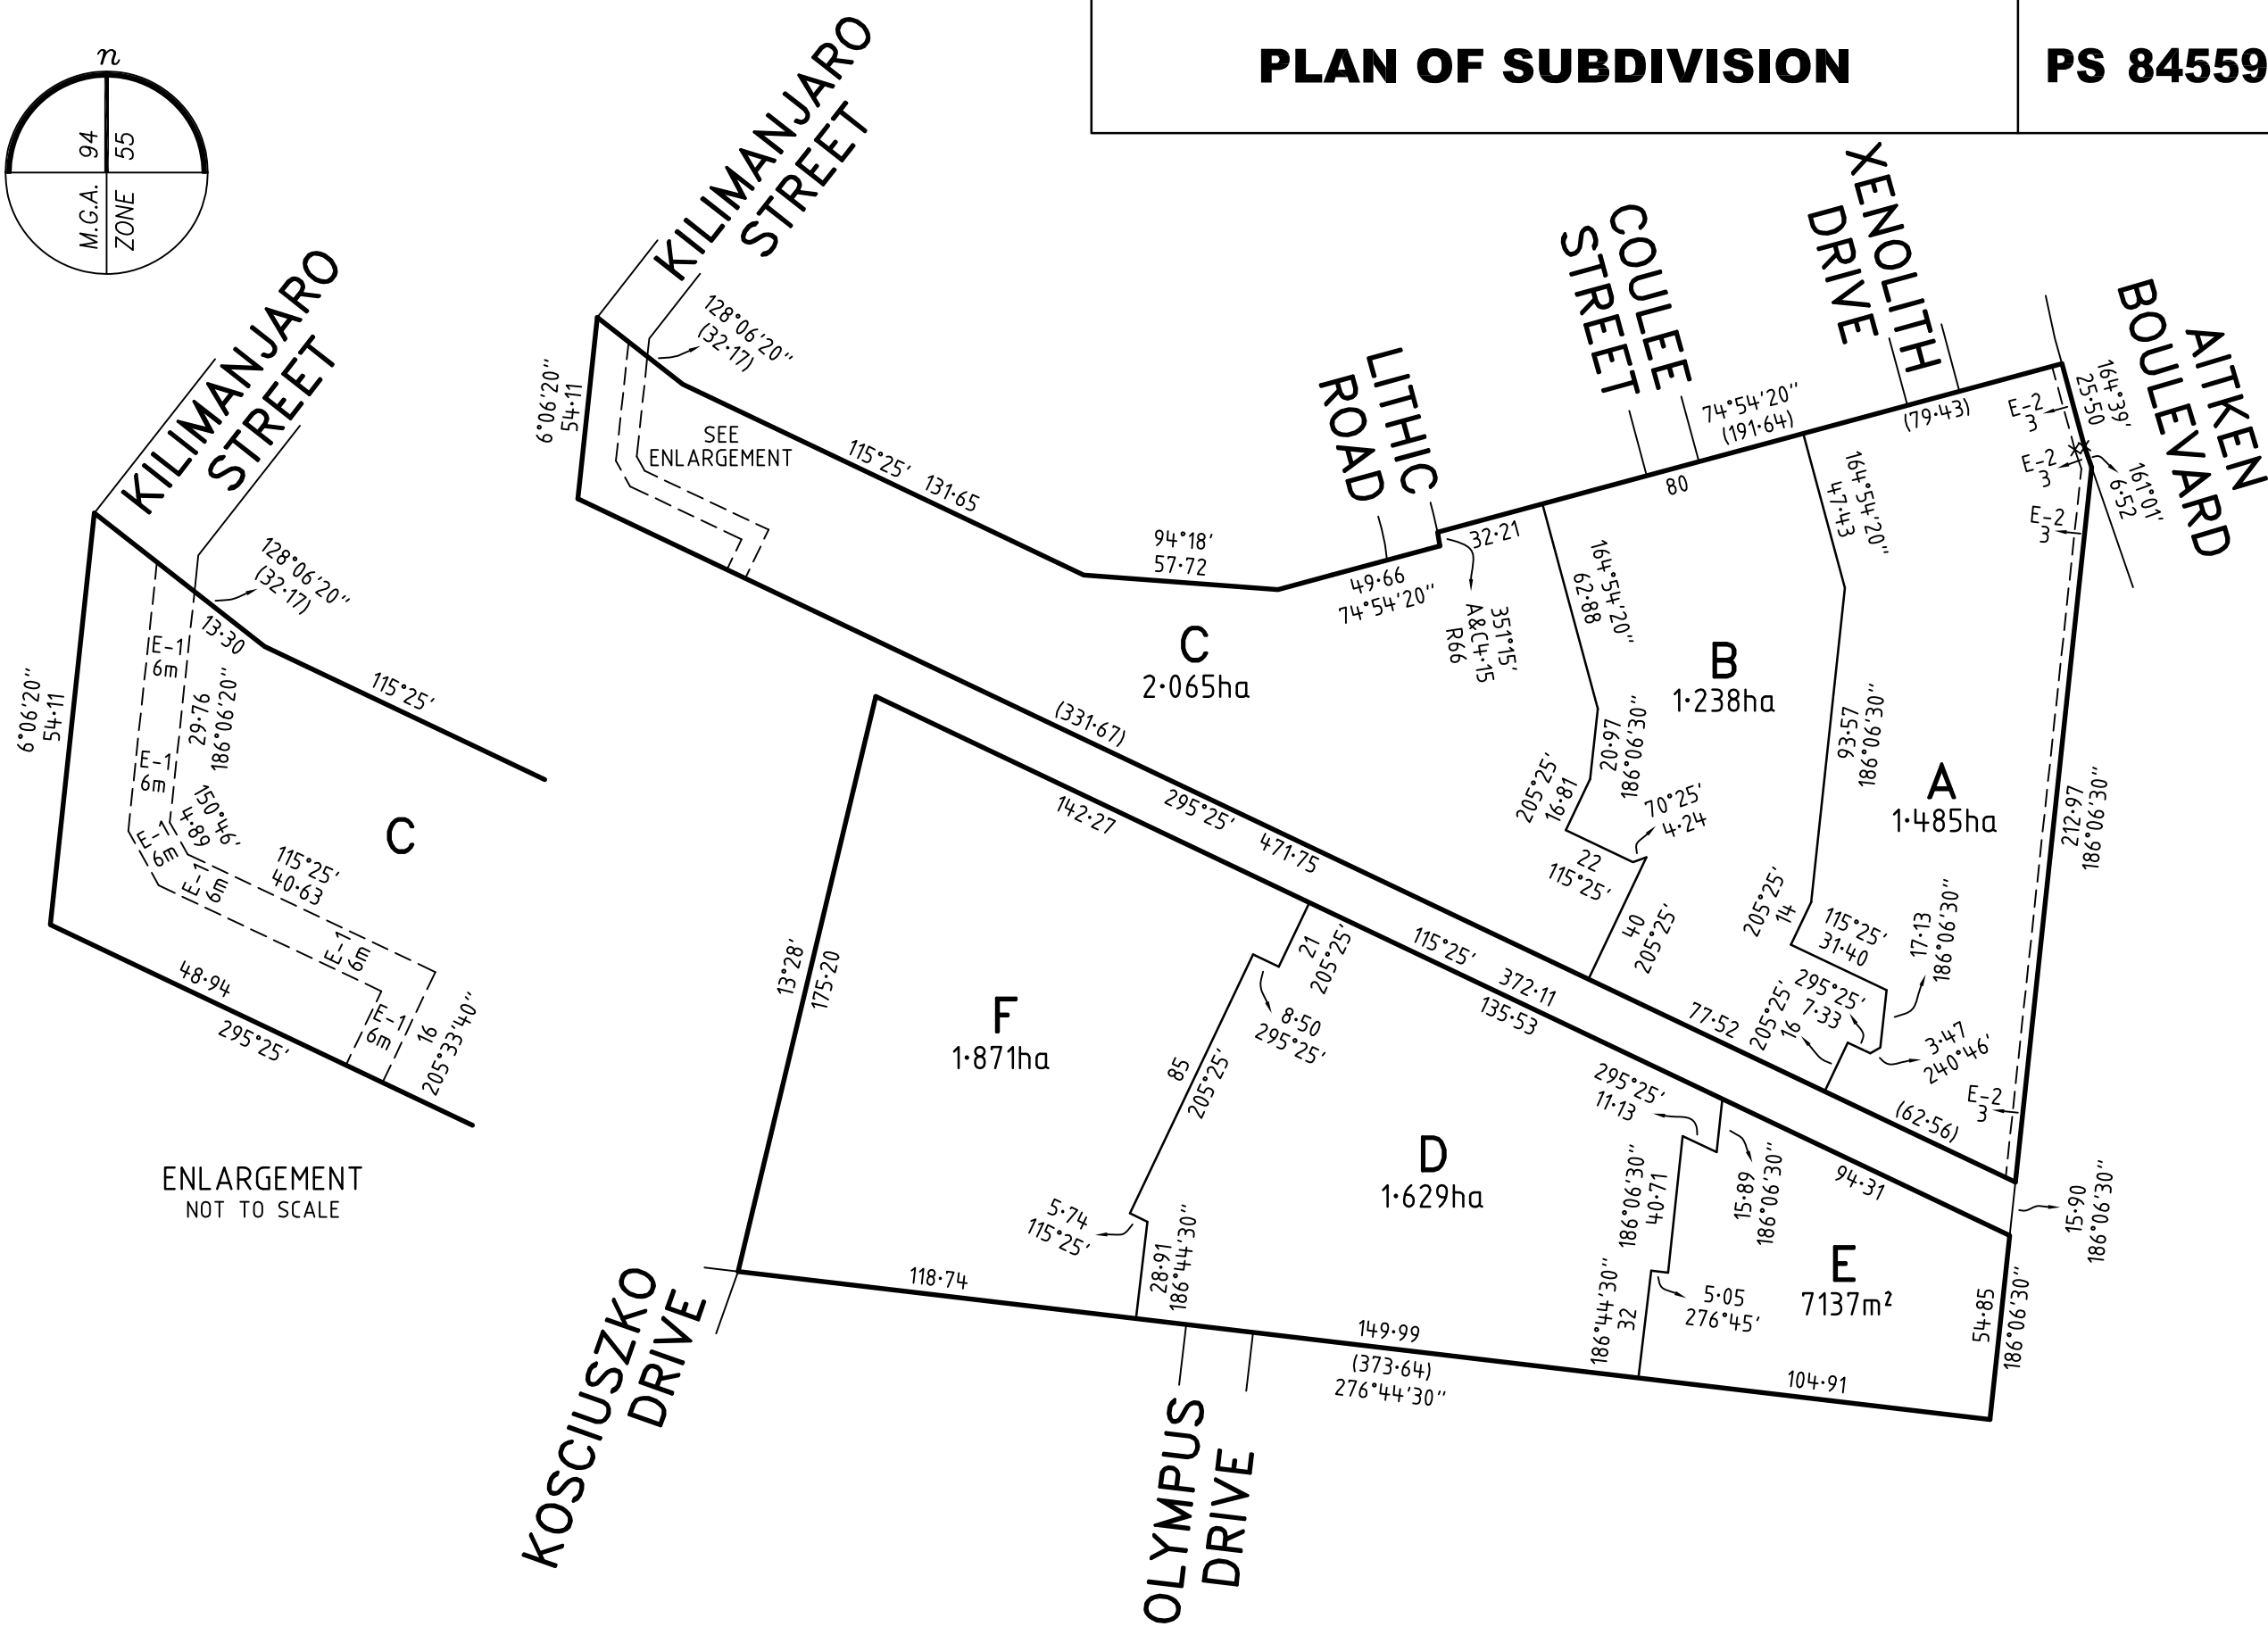 PLAN OF SUBDIVISION
PS 84559
n
M.G.A. 94
ZONE 55
KILIMANJARO
STREET
128°06'20"
(32·17)
6°06'20"
54·11
SEE
ENLARGEMENT
115°25' 131·65
94°18'
57·72
LITHIC
ROAD
49·66
74°54'20"
351°15'
A&C4·15
R66
32·21
COULEE
STREET
80
74°54'20"
(191·64)
XENOLITH
DRIVE
(79·43)
AITKEN
BOULEVARD
164°39'
25·50
E-2
3
E-2
3
161°01'
6·52
E-2
3
164°54'20"
47·43
164°54'20"
62·88
C
2·065ha
B
1·238ha
A
1·485ha
93·57
186°06'30"
20·97
186°06'30"
205°25'
16·81
70°25'
4·24
22
115°25'
40
205°25'
205°25'
14
115°25'
31·40
17·13
186°06'30"
295°25'
7·33
205°25'
16
3·47
240°46'
212·97
186°06'30"
E-2
3
(62·56)
77·52
(331·67)
295°25' 471·75
142·27
115°25' 372·11
135·53
94·31
15·90
186°06'30"
13°28'
175·20
F
1·871ha
21
205°25'
8·50
295°25'
85
205°25'
5·74
115°25'
28·91
186°44'30"
D
1·629ha
295°25'
11·13
186°06'30"
40·71
15·89
186°06'30"
E
7137m²
5·05
276°45'
186°44'30"
32
54·85
186°06'30"
118·74
149·99
(373·64)
276°44'30"
104·91
KOSCIUSZKO
DRIVE
OLYMPUS
DRIVE
KILIMANJARO
STREET
128°06'20"
(32·17)
13·30
115°25'
6°06'20"
54·11
E-1
6m
29·76
186°06'20"
E-1
6m
150°46'
4·89
E-1
6m
E-1
6m
115°25'
40·63
C
E-1
6m
E-1
6m
16
205°33'40"
48·94
295°25'
ENLARGEMENT
NOT TO SCALE